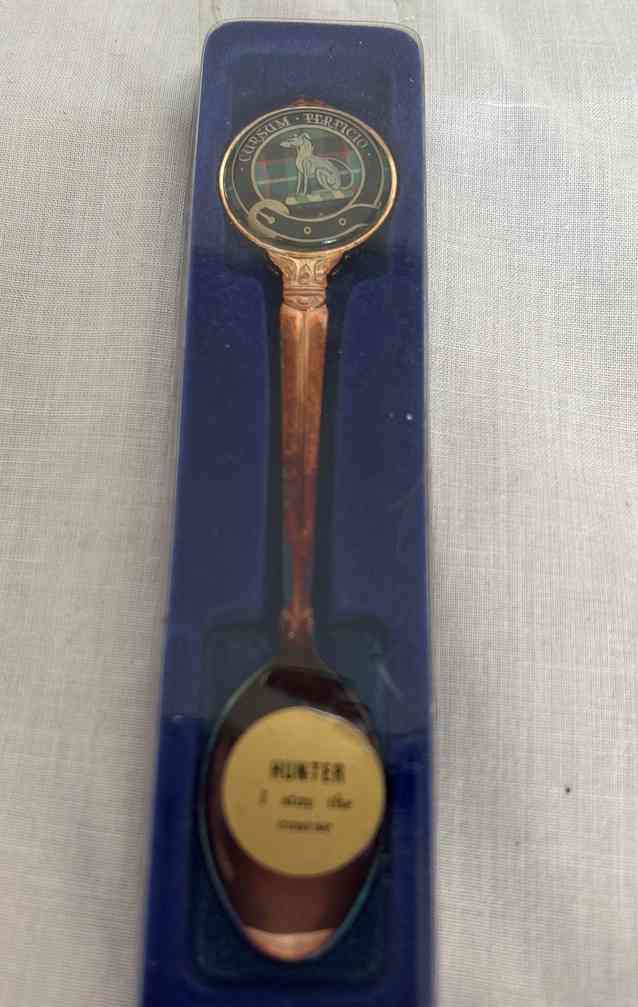 · CURSUM · PERFICIO ·
HUNTER
I stay the
course